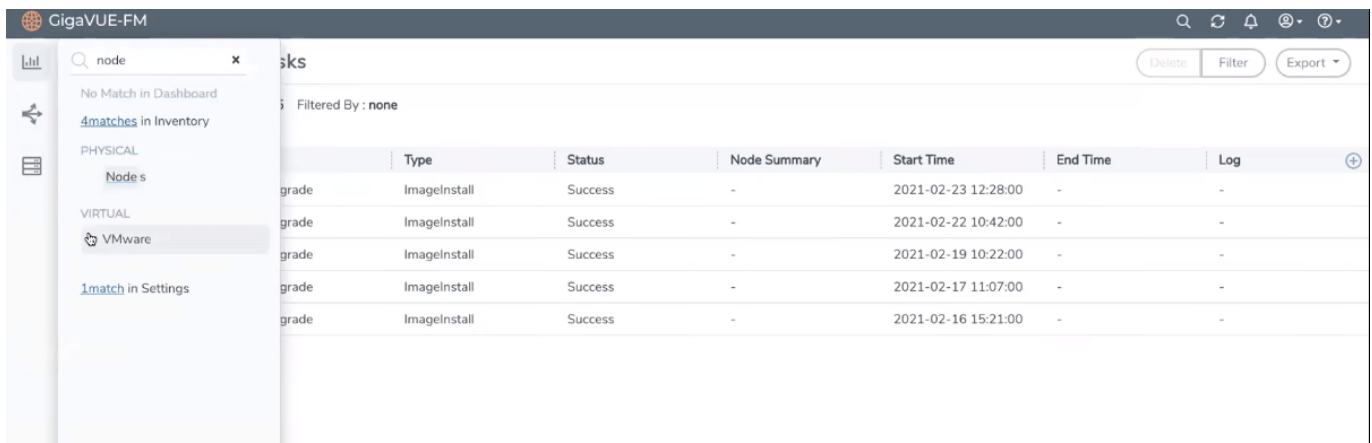 GigaVUE-FM
node x
sks
Delete Filter Export
No Match in Dashboard
5 Filtered By : none
4matches in Inventory
PHYSICAL
Type Status Node Summary Start Time End Time Log
Node s
grade ImageInstall Success - 2021-02-23 12:28:00 - -
VIRTUAL
grade ImageInstall Success - 2021-02-22 10:42:00 - -
VMware
grade ImageInstall Success - 2021-02-19 10:22:00 - -
1match in Settings
grade ImageInstall Success - 2021-02-17 11:07:00 - -
grade ImageInstall Success - 2021-02-16 15:21:00 - -